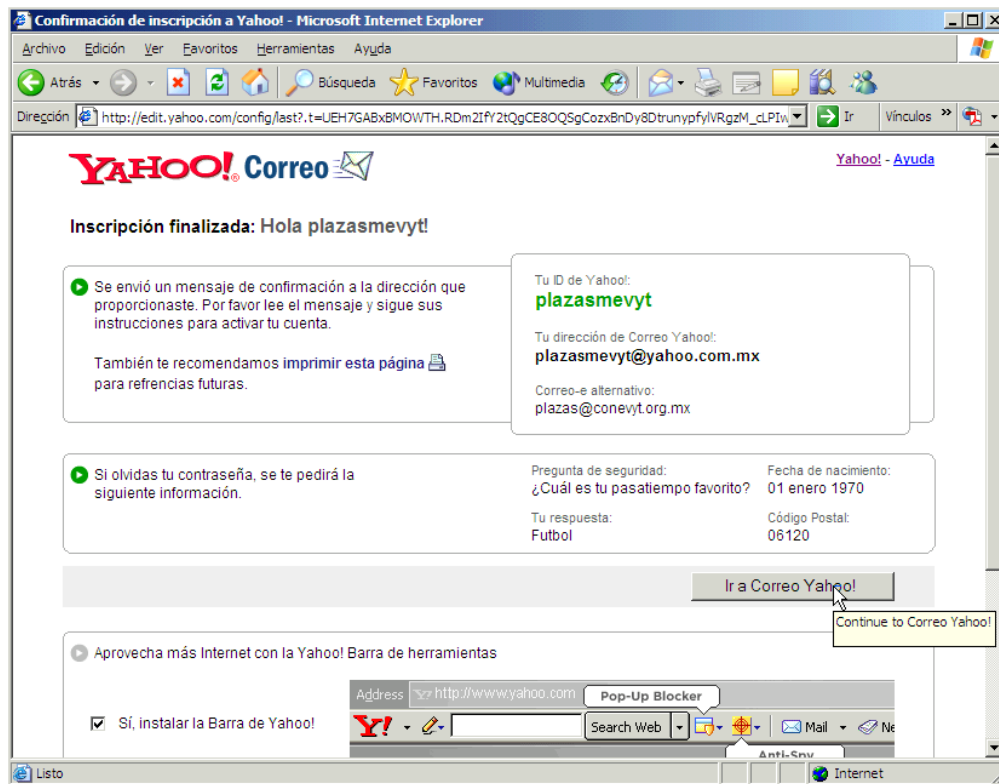 Confirmación de inscripción a Yahoo! - Microsoft Internet Explorer
Archivo Edición Ver Favoritos Herramientas Ayuda
Atrás Búsqueda Favoritos Multimedia
Dirección http://edit.yahoo.com/config/last?.t=UEH7GABxBMOWTH.RDm2IfY2tQgCE8OQSgCozxBnDy8DtrunypfylVRgzM_cLPIw Ir Vínculos »
YAHOO! Correo
Yahoo! - Ayuda
Inscripción finalizada: Hola plazasmevyt!
Se envió un mensaje de confirmación a la dirección que
proporcionaste. Por favor lee el mensaje y sigue sus
instrucciones para activar tu cuenta.
También te recomendamos imprimir esta página
para refrencias futuras.
Tu ID de Yahoo!:
plazasmevyt
Tu dirección de Correo Yahoo!:
plazasmevyt@yahoo.com.mx
Correo-e alternativo:
plazas@conevyt.org.mx
Si olvidas tu contraseña, se te pedirá la
siguiente información.
Pregunta de seguridad:
¿Cuál es tu pasatiempo favorito?
Fecha de nacimiento:
01 enero 1970
Tu respuesta:
Futbol
Código Postal:
06120
Ir a Correo Yahoo!
Continue to Correo Yahoo!
Aprovecha más Internet con la Yahoo! Barra de herramientas
Sí, instalar la Barra de Yahoo!
Address http://www.yahoo.com
Pop-Up Blocker
Y! Search Web Mail Ne
Anti-Spy
Listo Internet